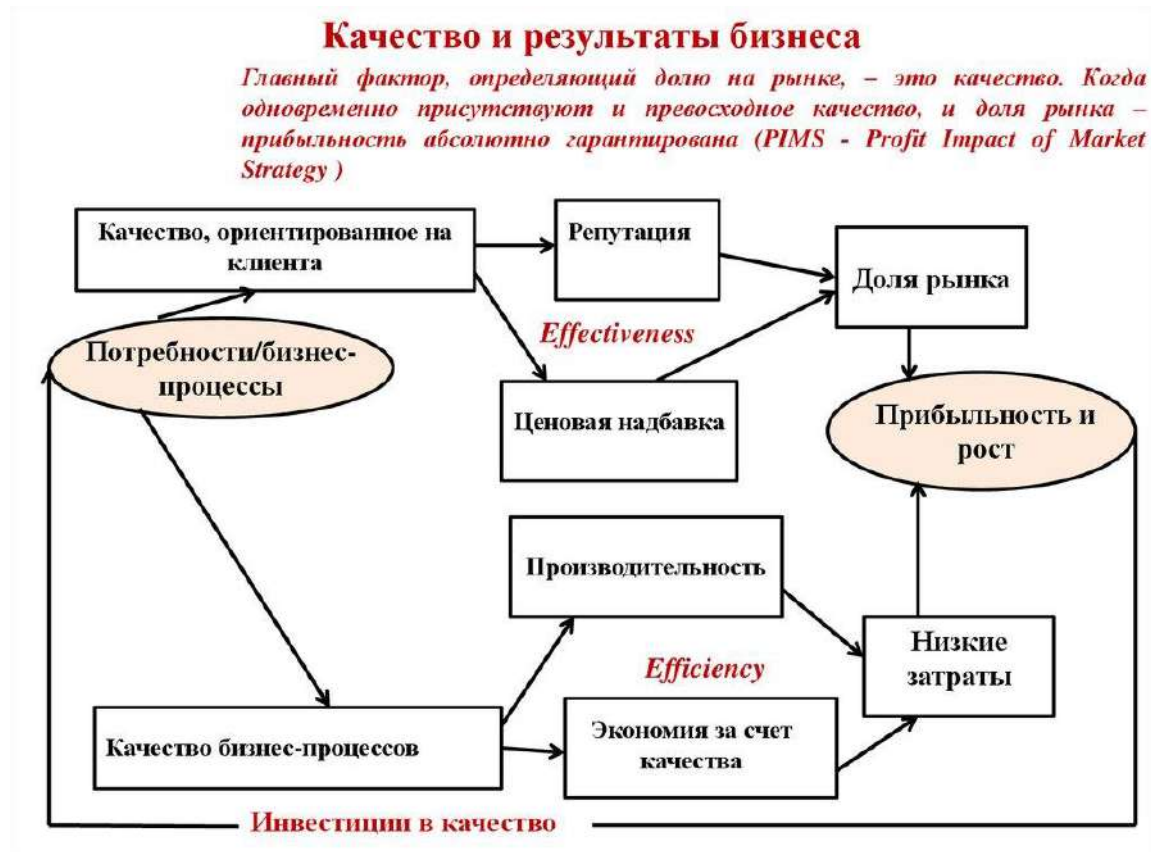 Качество и результаты бизнеса
Главный фактор, определяющий долю на рынке, – это качество. Когда
одновременно присутствуют и превосходное качество, и доля рынка –
прибыльность абсолютно гарантирована (PIMS - Profit Impact of Market
Strategy )
Качество, ориентированное на
клиента
Репутация
Доля рынка
Effectiveness
Потребности/бизнес-
процессы
Ценовая надбавка
Прибыльность и
рост
Производительность
Низкие
затраты
Efficiency
Качество бизнес-процессов
Экономия за счет
качества
Инвестиции в качество